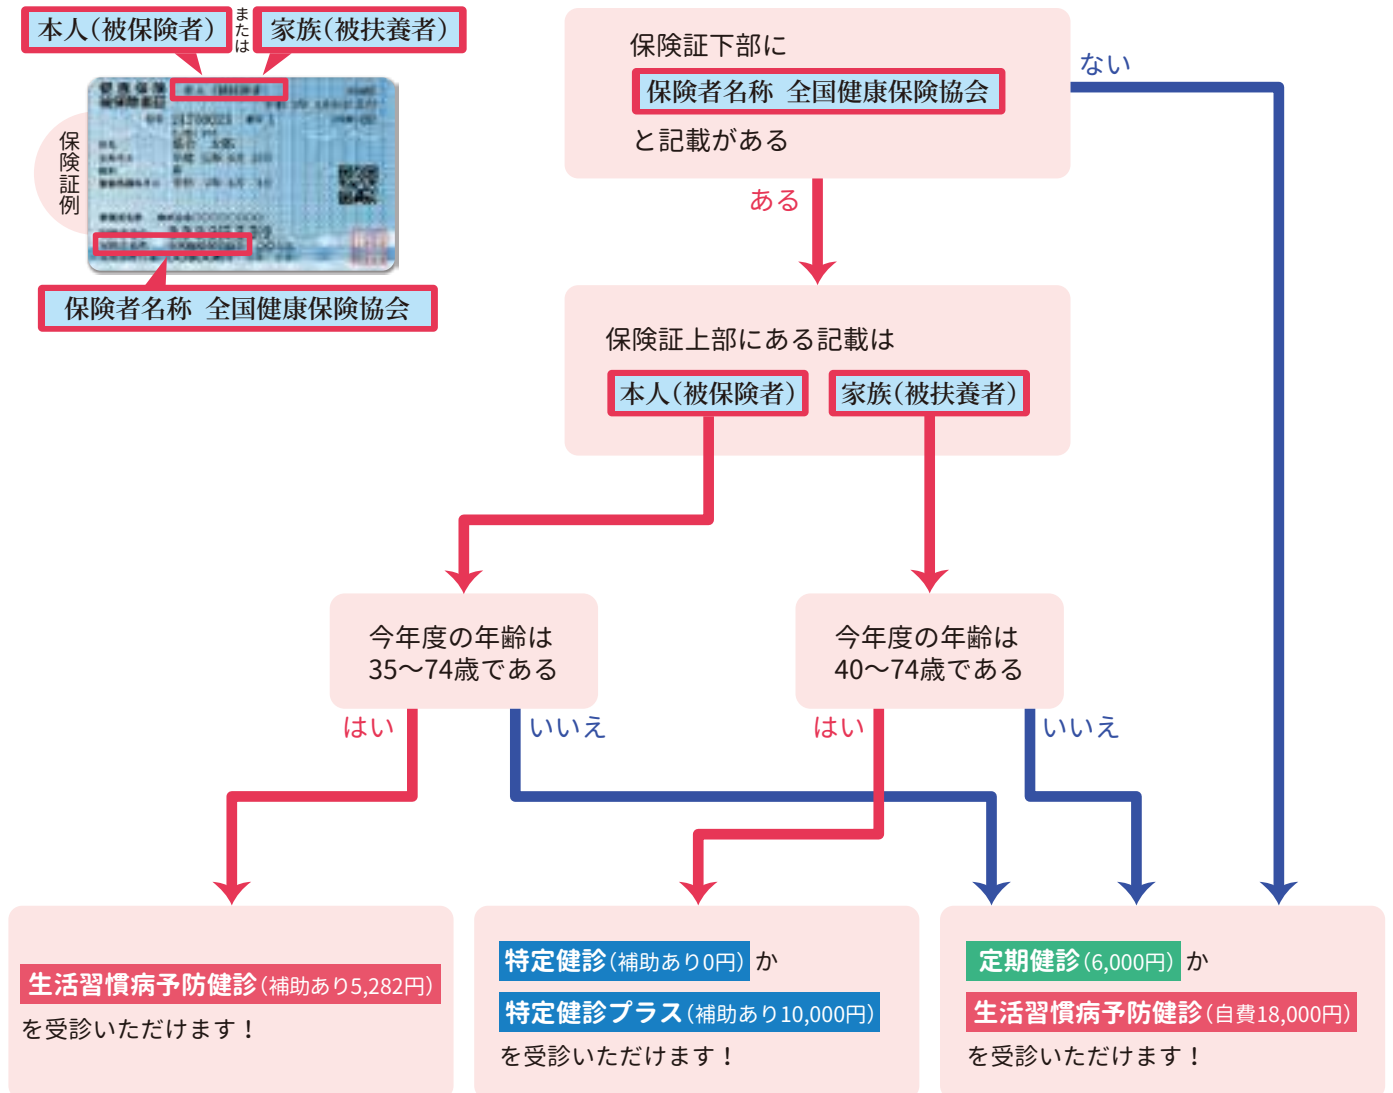 本人（被保険者）
または
家族（被扶養者）
保険証例
保険者名称 全国健康保険協会
保険証下部に
保険者名称 全国健康保険協会
と記載がある
ない
ある
保険証上部にある記載は
本人（被保険者）
家族（被扶養者）
今年度の年齢は
35～74歳である
今年度の年齢は
40～74歳である
はい
いいえ
はい
いいえ
生活習慣病予防健診（補助あり5,282円）
を受診いただけます！
特定健診（補助あり0円）か
特定健診プラス（補助あり10,000円）
を受診いただけます！
定期健診（6,000円）か
生活習慣病予防健診（自費18,000円）
を受診いただけます！